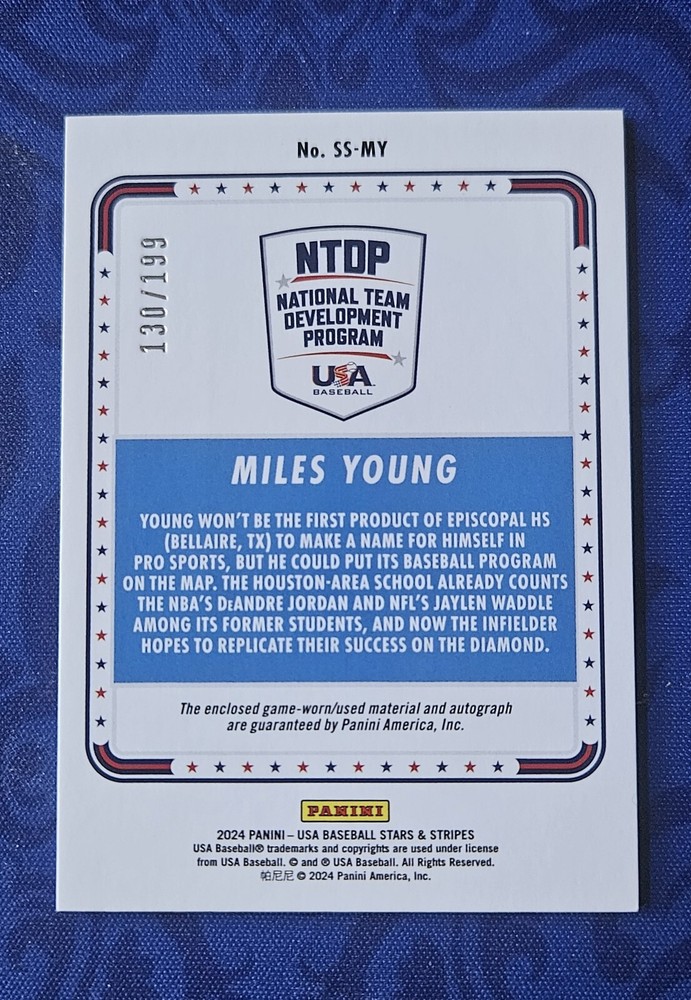 No. SS-MY
130/199
NTDP
NATIONAL TEAM
DEVELOPMENT
PROGRAM
USA
BASEBALL
MILES YOUNG
YOUNG WON'T BE THE FIRST PRODUCT OF EPISCOPAL HS
(BELLAIRE, TX) TO MAKE A NAME FOR HIMSELF IN
PRO SPORTS, BUT HE COULD PUT ITS BASEBALL PROGRAM
ON THE MAP. THE HOUSTON-AREA SCHOOL ALREADY COUNTS
THE NBA'S DeANDRE JORDAN AND NFL'S JAYLEN WADDLE
AMONG ITS FORMER STUDENTS, AND NOW THE INFIELDER
HOPES TO REPLICATE THEIR SUCCESS ON THE DIAMOND.
The enclosed game-worn/used material and autograph
are guaranteed by Panini America, Inc.
PANINI
2024 PANINI – USA BASEBALL STARS & STRIPES
USA Baseball® trademarks and copyrights are used under license
from USA Baseball. © and ® USA Baseball. All Rights Reserved.
帕尼尼 © 2024 Panini America, Inc.